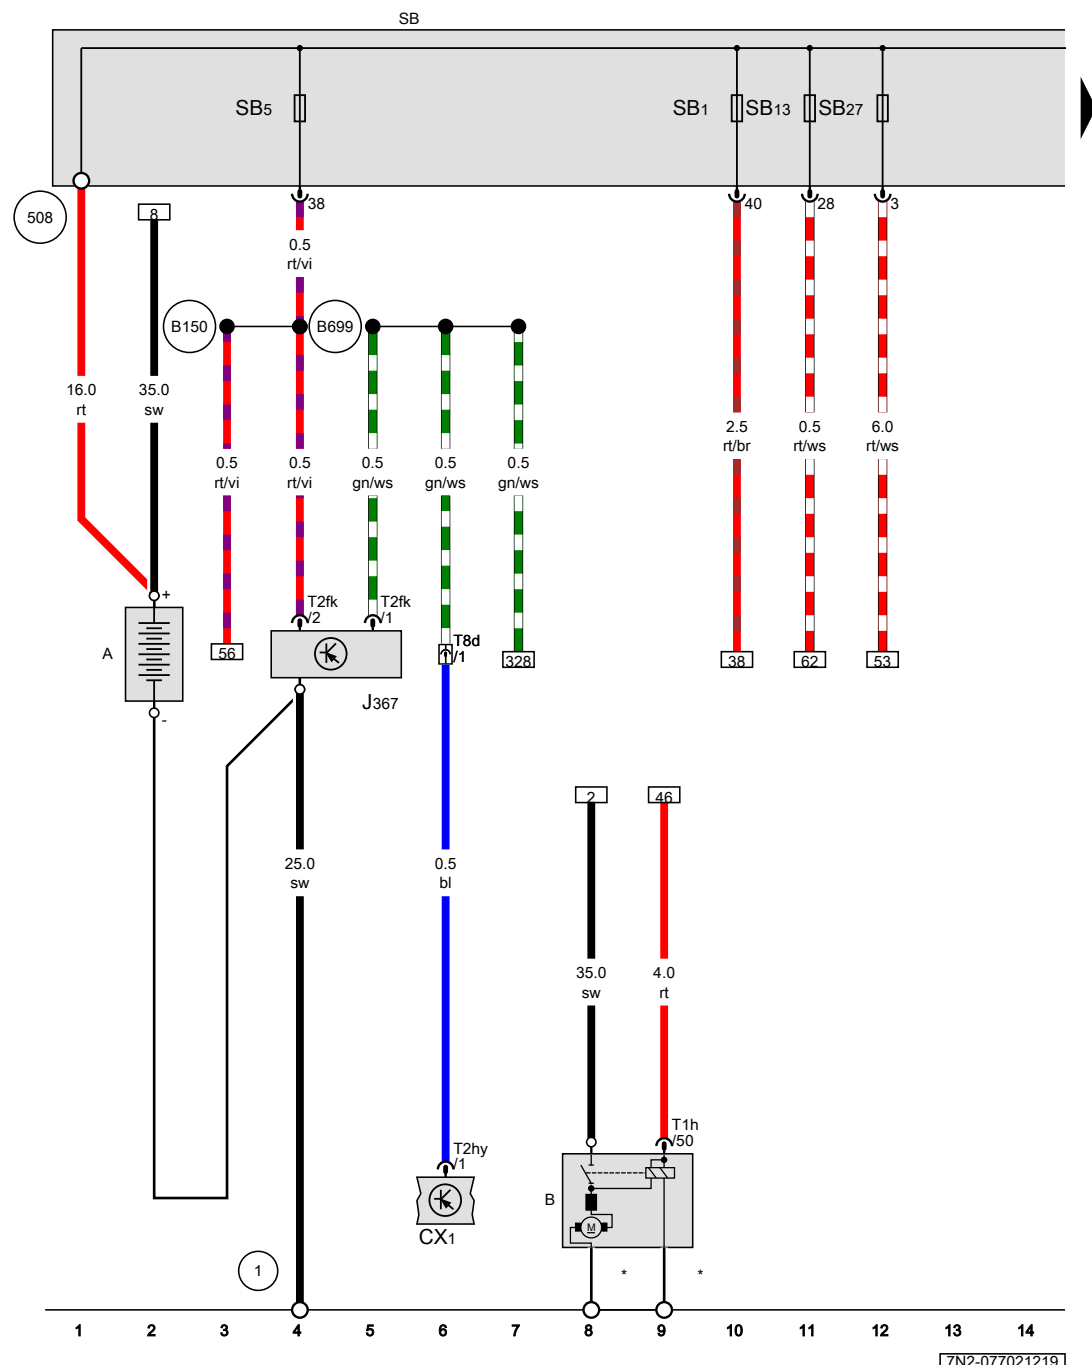 SB
SB5
SB1
SB13
SB27
508
8
38
40
28
3
0.5
rt/vi
B150
B699
16.0
rt
35.0
sw
2.5
rt/br
0.5
rt/ws
6.0
rt/ws
0.5
rt/vi
0.5
rt/vi
0.5
gn/ws
0.5
gn/ws
0.5
gn/ws
+
T2fk
/2
T2fk
/1
A
56
T8d
/1
328
38
62
53
J367
-
2
46
25.0
sw
0.5
bl
35.0
sw
4.0
rt
T2hy
/1
T1h
/50
B
M
CX1
1
*
*
1 2 3 4 5 6 7 8 9 10 11 12 13 14
7N2-077021219